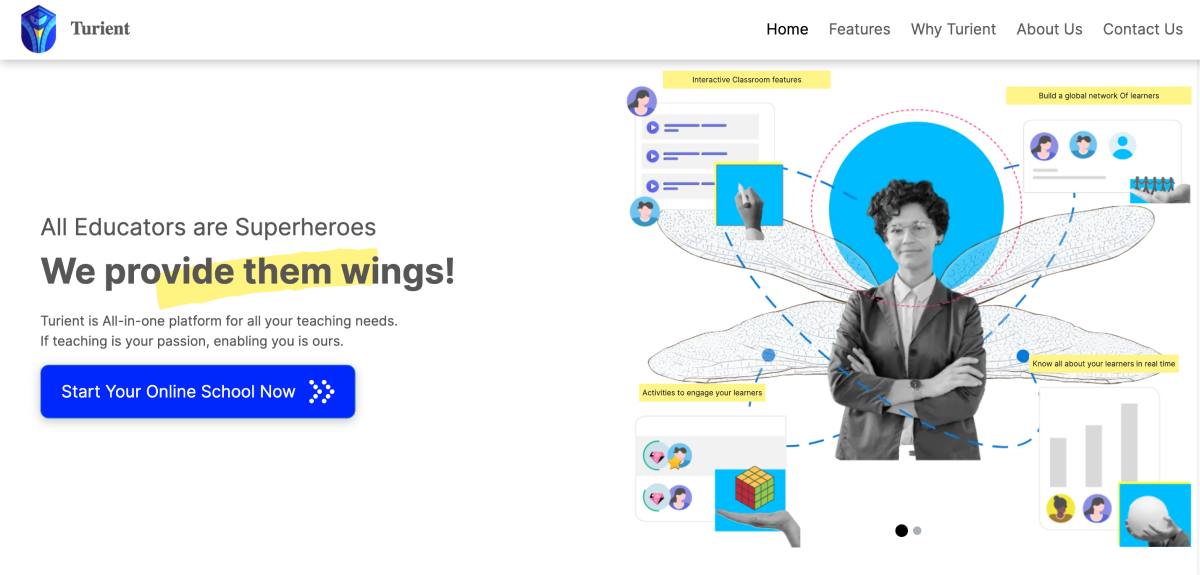 Turient
Home
Features
Why Turient
About Us
Contact Us
All Educators are Superheroes
We provide them wings!
Turient is All-in-one platform for all your teaching needs.
If teaching is your passion, enabling you is ours.
Start Your Online School Now
Interactive Classroom features
Build a global network Of learners
Know all about your learners in real time
Activities to engage your learners